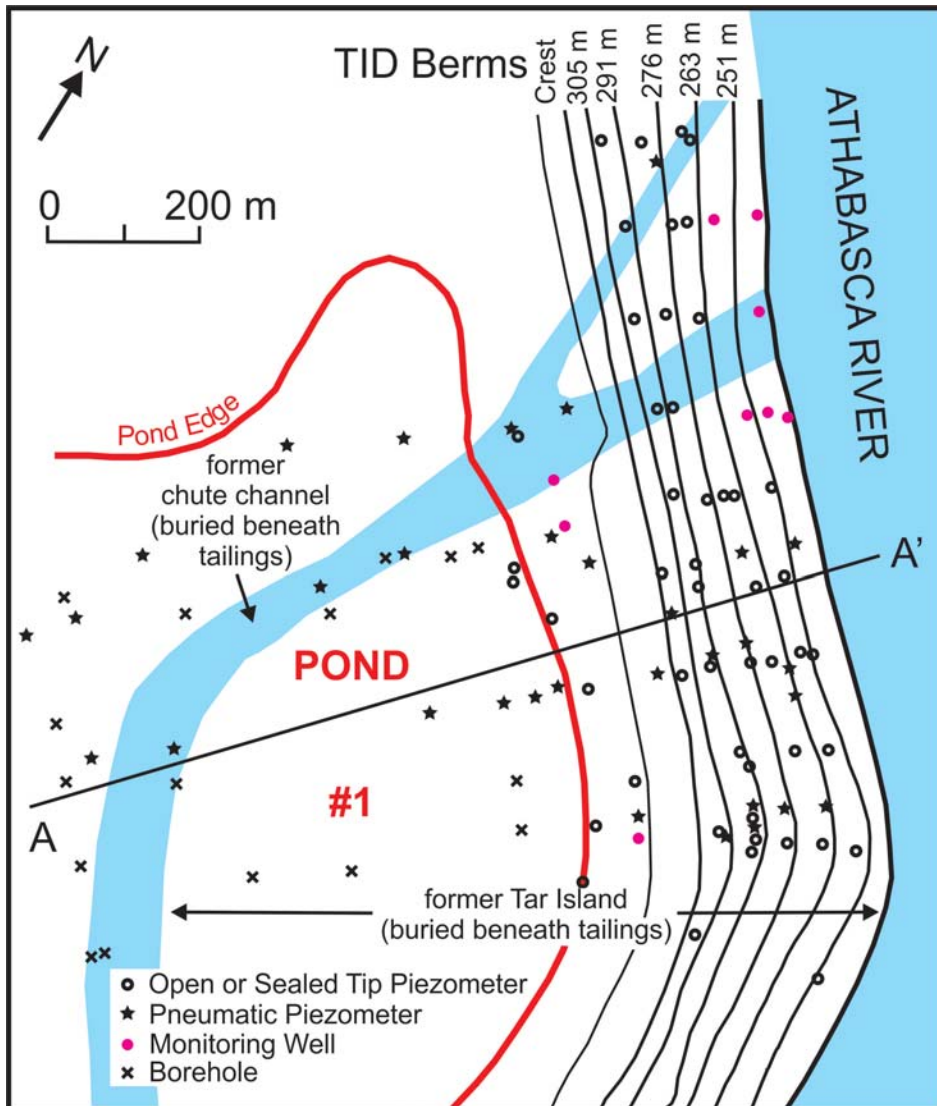 N
TID Berms
Crest
305 m
291 m
276 m
263 m
251 m
0 200 m
ATHABASCA RIVER
Pond Edge
former
chute channel
(buried beneath
tailings)
A'
POND
#1
A
former Tar Island
(buried beneath tailings)
Open or Sealed Tip Piezometer
Pneumatic Piezometer
Monitoring Well
Borehole